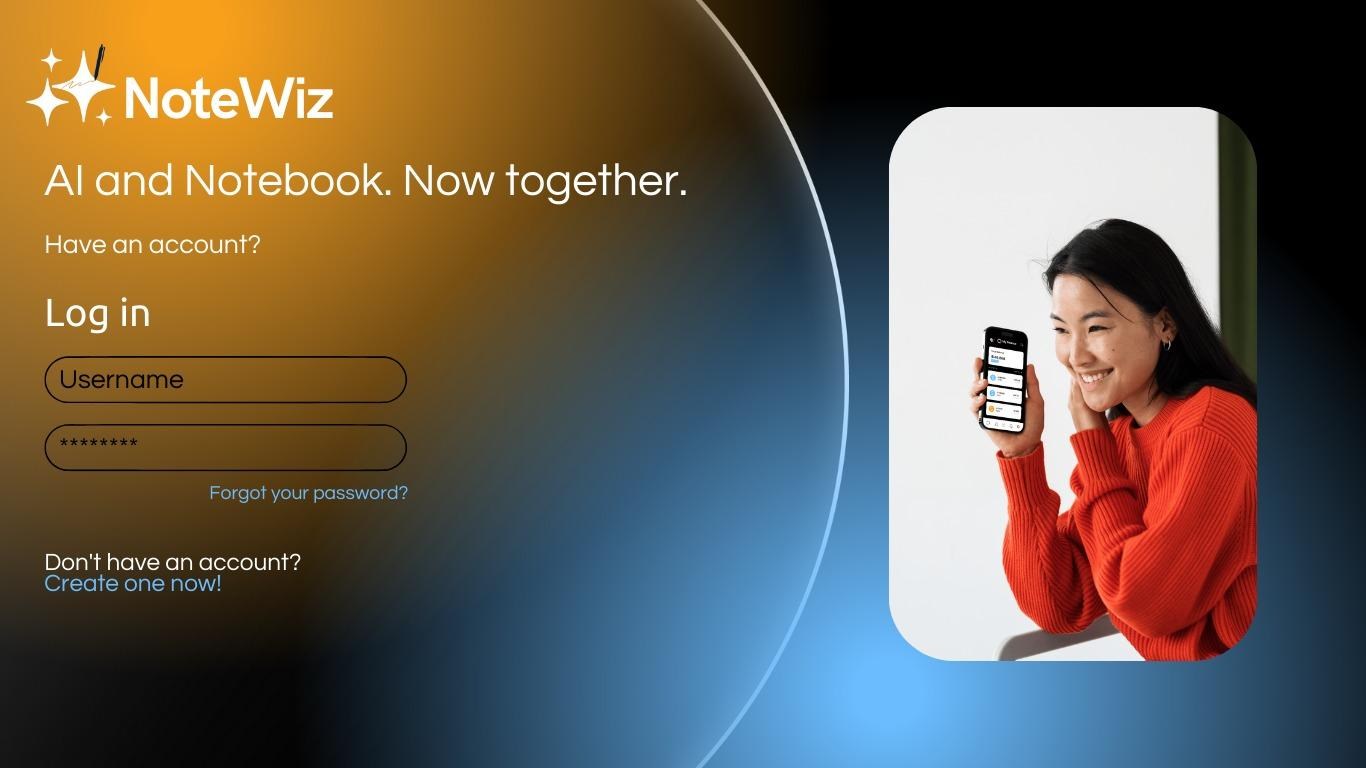 NoteWiz
AI and Notebook. Now together.
Have an account?
Log in
Username
********
Forgot your password?
Don't have an account?
Create one now!